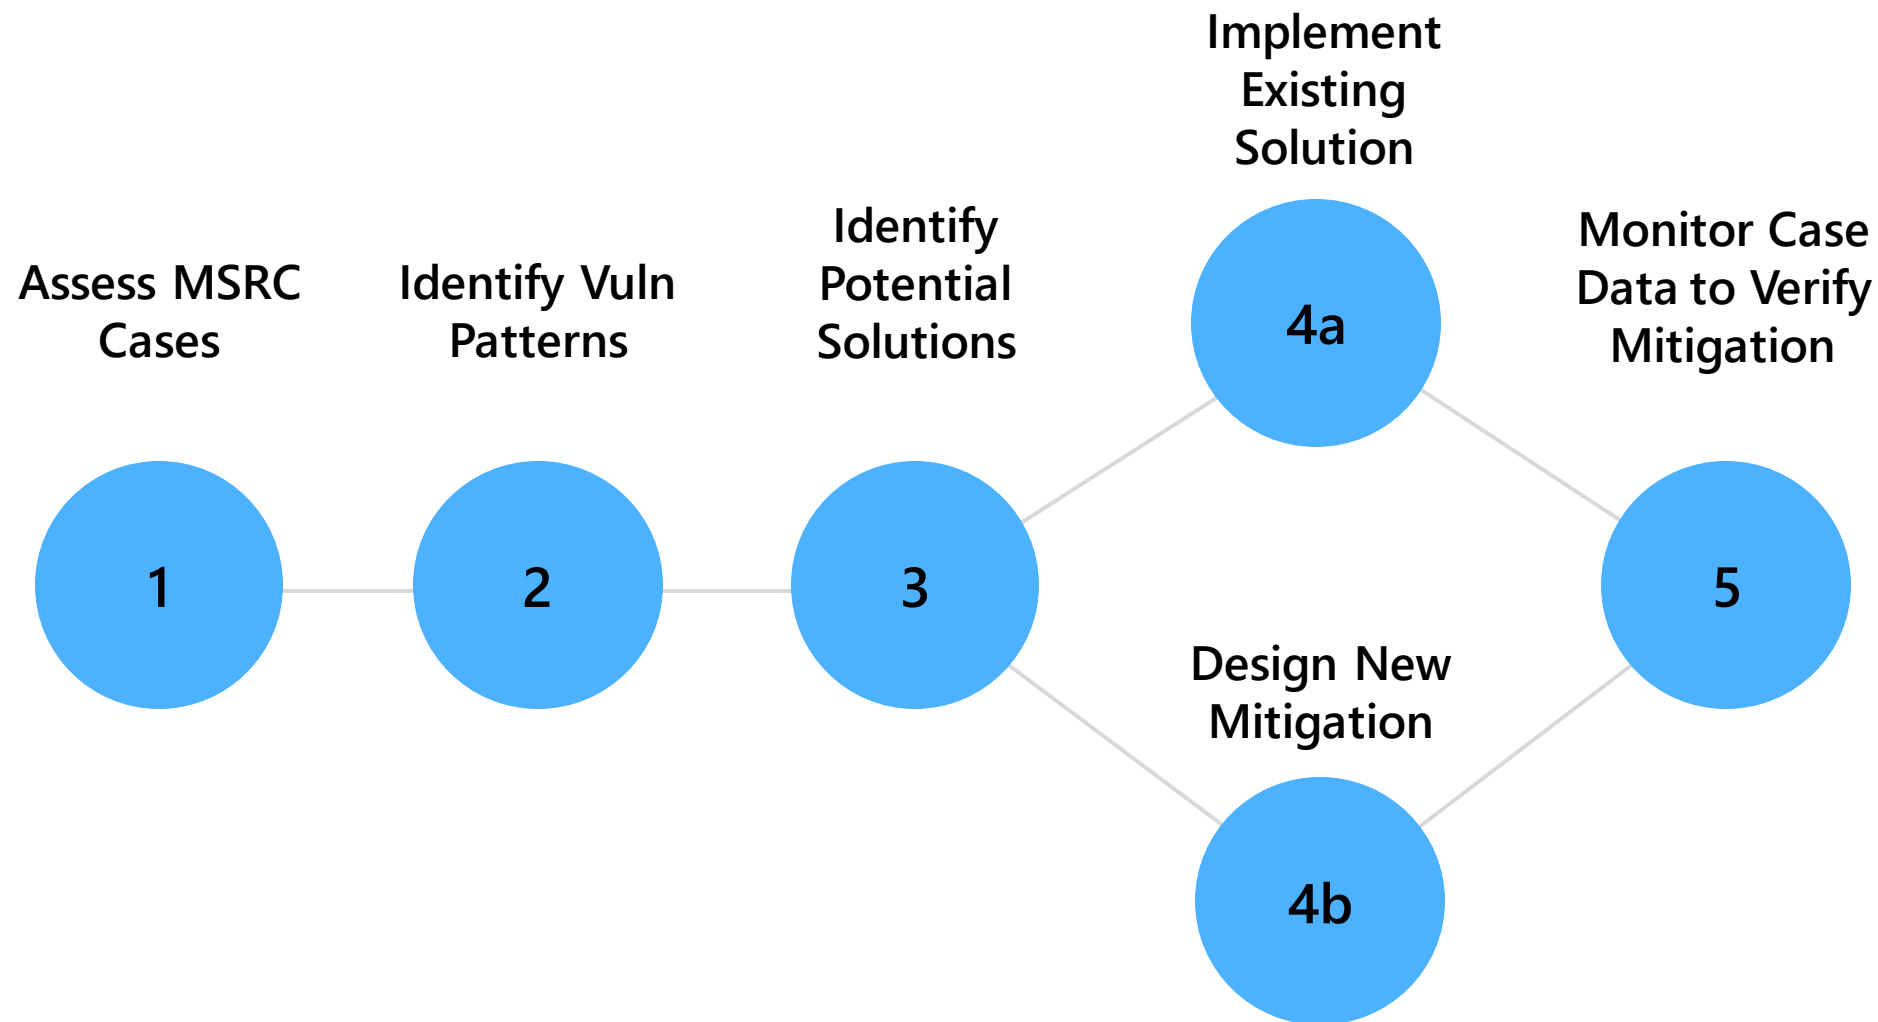 Assess MSRC
Cases
1
Identify Vuln
Patterns
2
Identify
Potential
Solutions
3
Implement
Existing
Solution
4a
Design New
Mitigation
4b
Monitor Case
Data to Verify
Mitigation
5